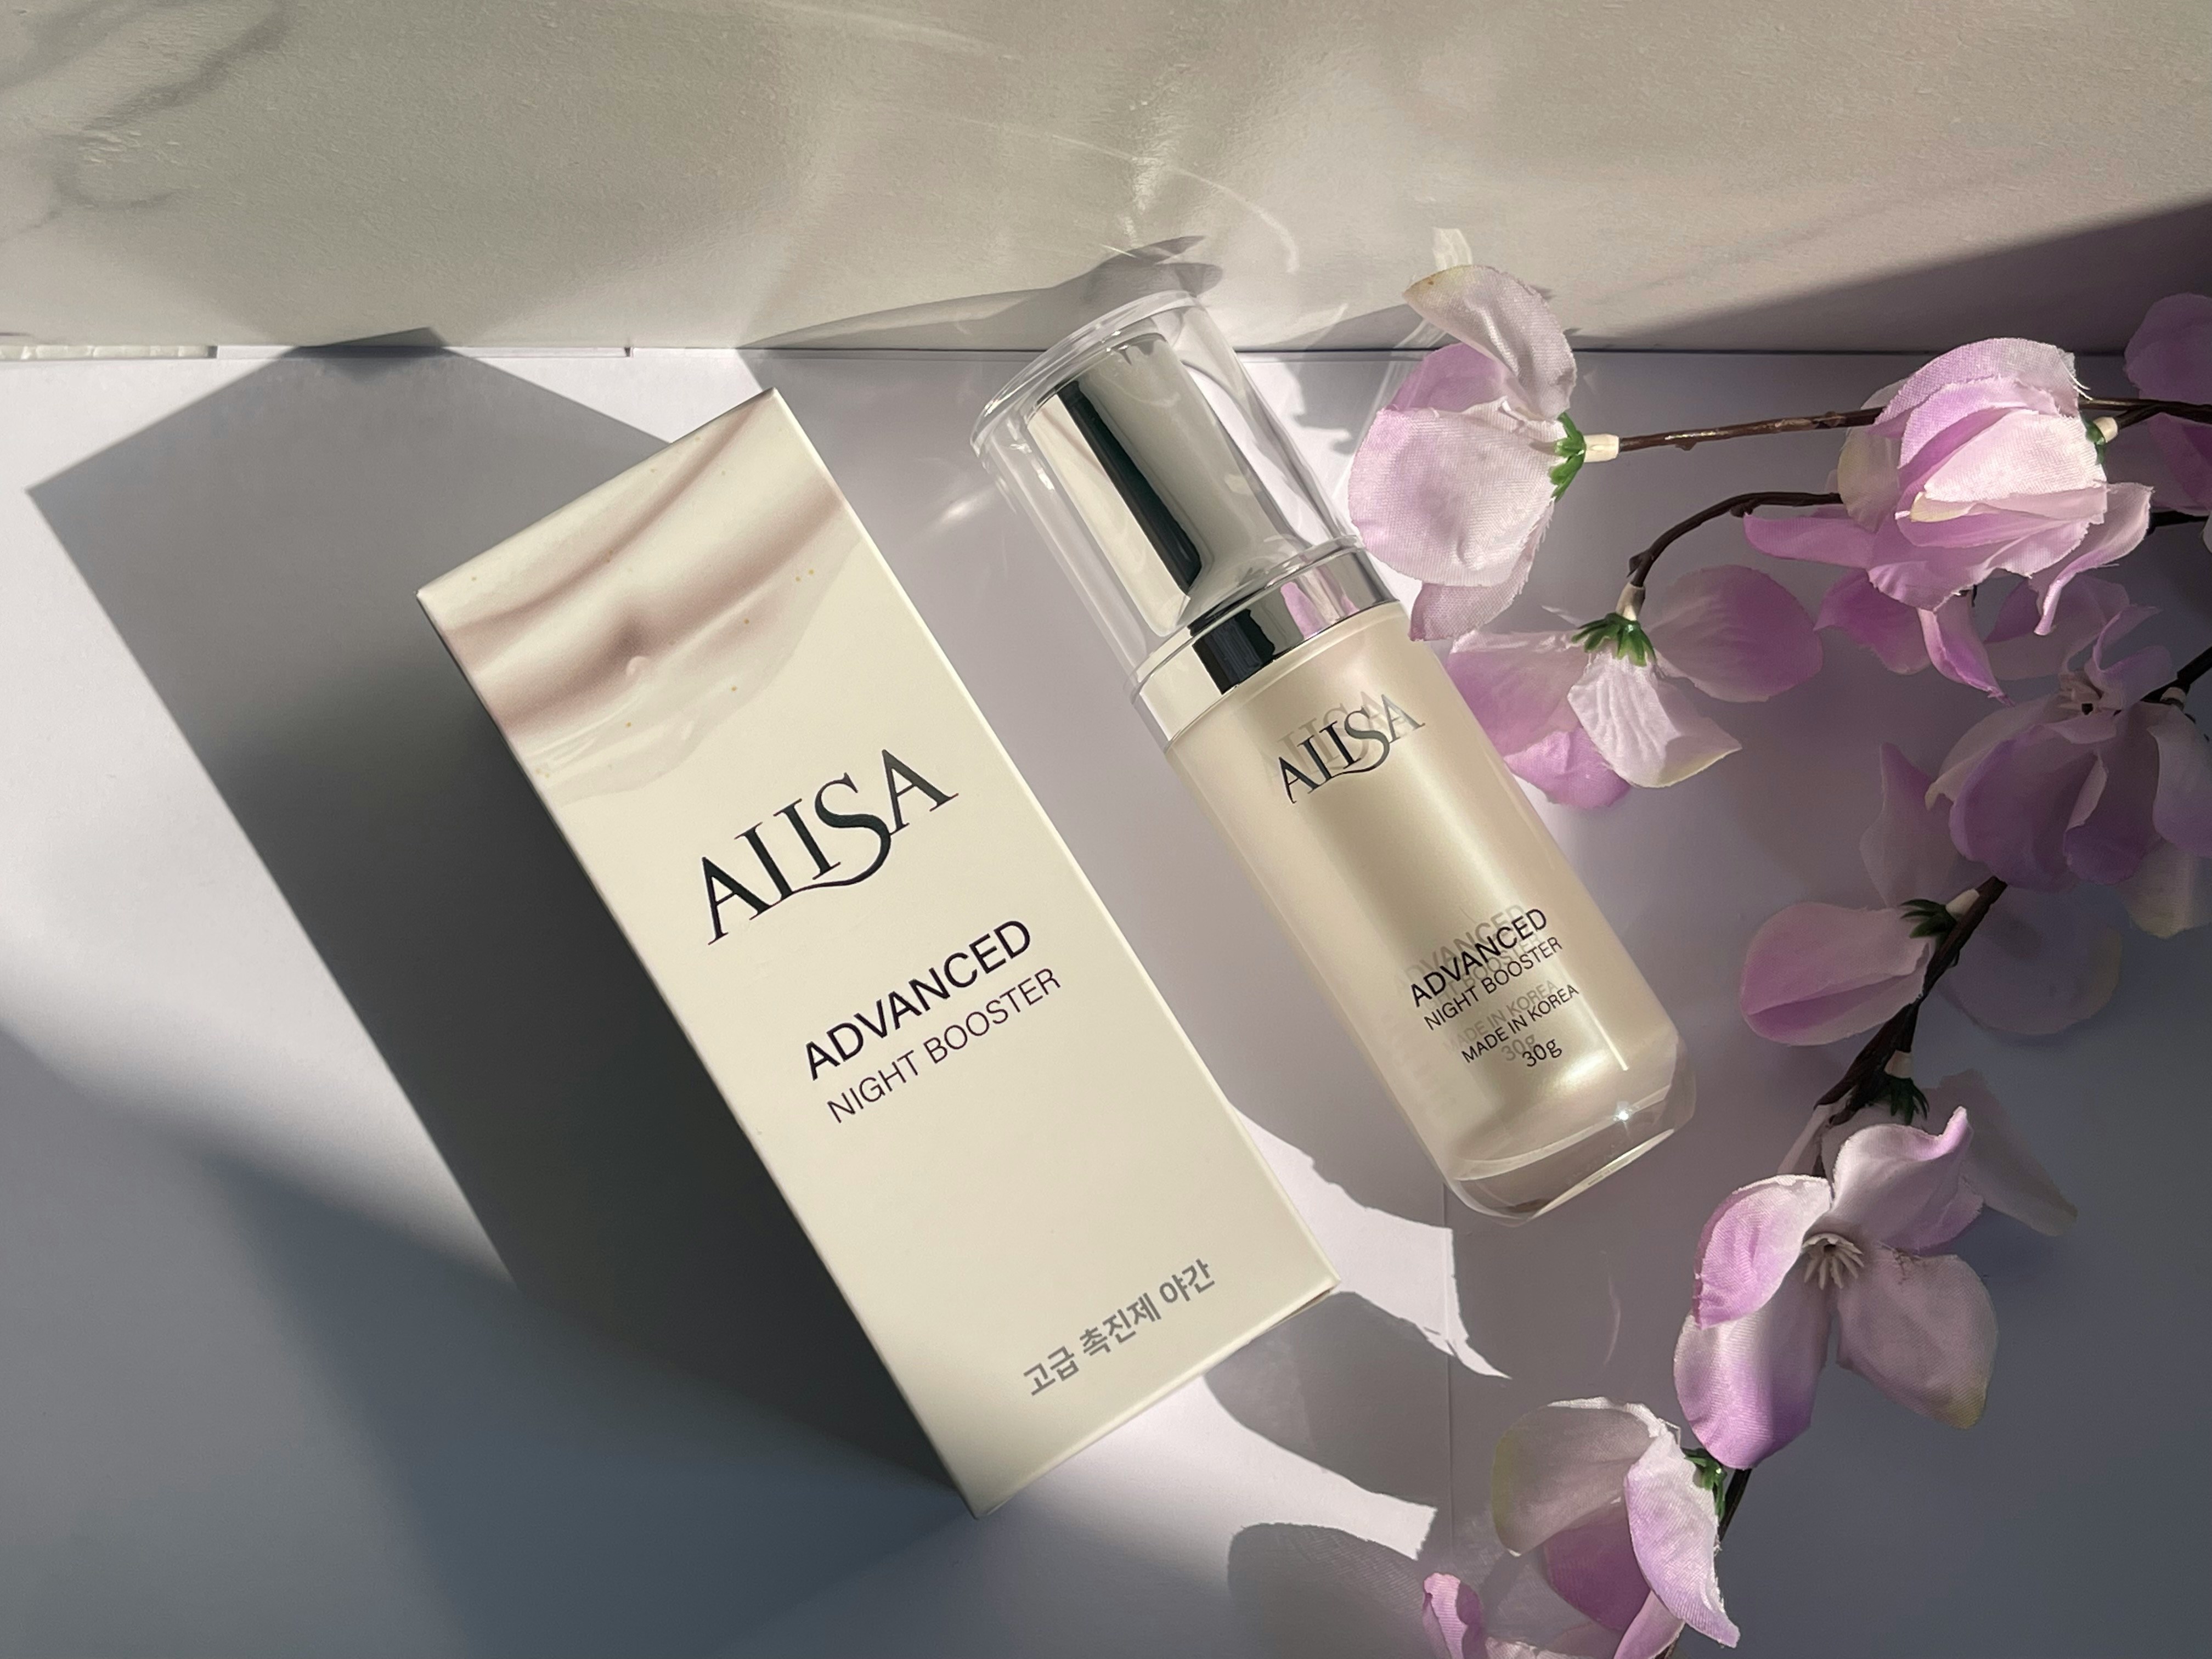 AIISA
ADVANCED
NIGHT BOOSTER
고급 촉진제 야간
AIISA
ADVANCED
NIGHT BOOSTER
MADE IN KOREA
30g